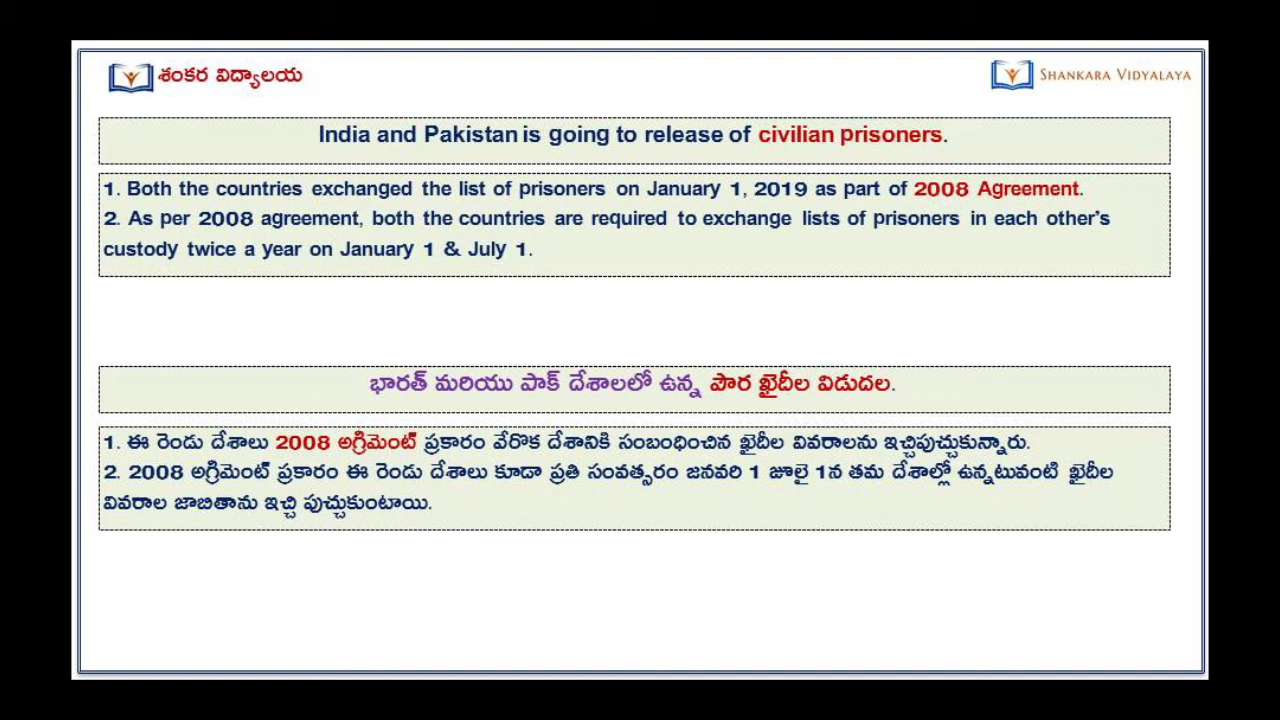 శంకర విద్యాలయ
SHANKARA VIDYALAYA
India and Pakistan is going to release of civilian prisoners.
1. Both the countries exchanged the list of prisoners on January 1, 2019 as part of 2008 Agreement.
2. As per 2008 agreement, both the countries are required to exchange lists of prisoners in each other's
custody twice a year on January 1 & July 1.
భారత్ మరియు పాక్ దేశాలలో ఉన్న పౌర ఖైదీల విడుదల.
1. ఈ రెండు దేశాలు 2008 అగ్రిమెంట్ ప్రకారం వేరొక దేశానికి సంబంధించిన ఖైదీల వివరాలను ఇచ్చిపుచ్చుకున్నారు.
2. 2008 అగ్రిమెంట్ ప్రకారం ఈ రెండు దేశాలు కూడా ప్రతి సంవత్సరం జనవరి 1 జూలై 1న తమ దేశాల్లో ఉన్నటువంటి ఖైదీల
వివరాల జాబితాను ఇచ్చి పుచ్చుకుంటాయి.